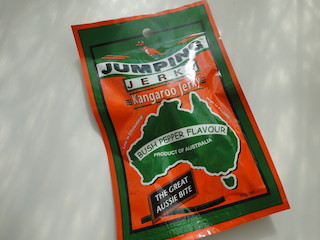 JUMPING
JERKY
Kangaroo Jerky
BUSH PEPPER FLAVOUR
PRODUCT OF AUSTRALIA
THE GREAT
AUSSIE BITE